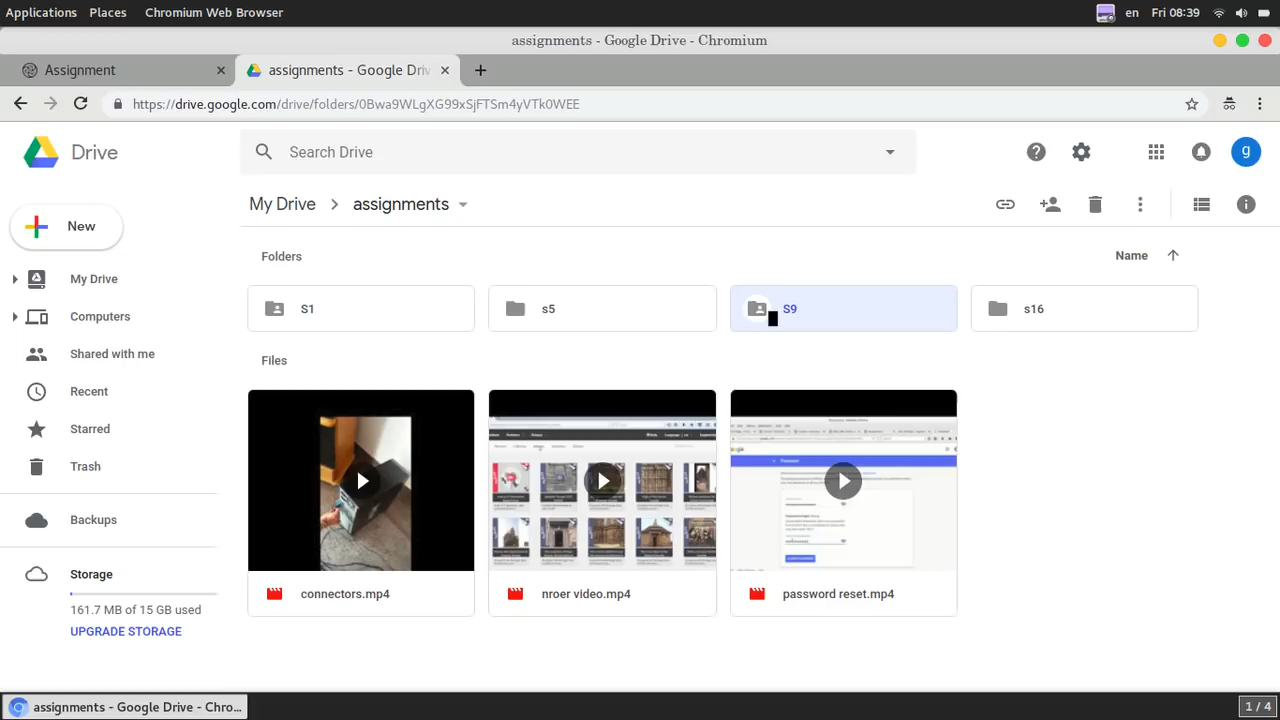 Applications Places Chromium Web Browser en Fri 08:39
assignments - Google Drive - Chromium
Assignment assignments - Google Driv
https://drive.google.com/drive/folders/0Bwa9WLgXG99xSjFTSm4yVTk0WEE
Drive Search Drive g
My Drive assignments
New
Folders Name
My Drive
S1 s5 S9 s16
Computers
Shared with me
Files
Recent
Starred
Trash
Backups
Storage
connectors.mp4 nroer video.mp4 password reset.mp4
161.7 MB of 15 GB used
UPGRADE STORAGE
assignments - Google Drive - Chro... 1 / 4